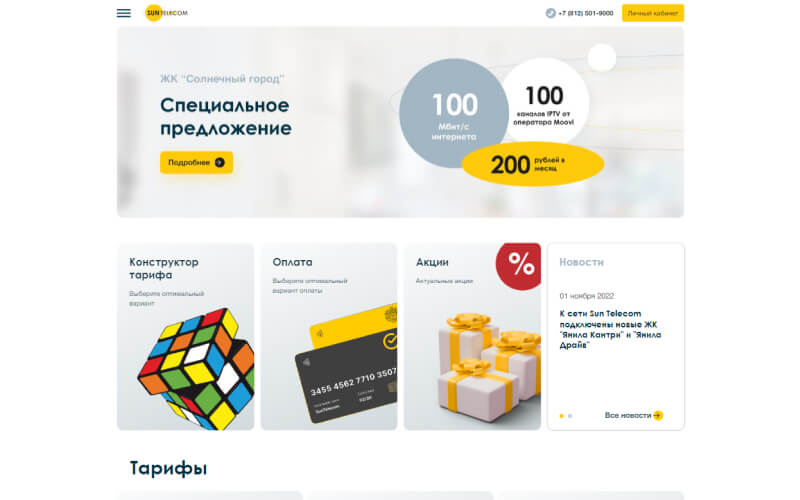 SUN TELECOM
+7 (812) 501-9000
Личный кабинет
ЖК "Солнечный город"
Специальное
предложение
Подробнее
100
Мбит/с
интернета
100
каналов IPTV от
оператора Moovi
200 рублей в
месяц
Конструктор
тарифа
Выберите оптимальный
вариант
Оплата
Выберите оптимальный
вариант оплаты
3455 4562 7710 3507
SunTelecom
Акции
Актуальные акции
%
Новости
01 ноября 2022
К сети Sun Telecom
подключены новые ЖК
"Янила Кантри" и "Янила
Драйв"
Все новости
Тарифы